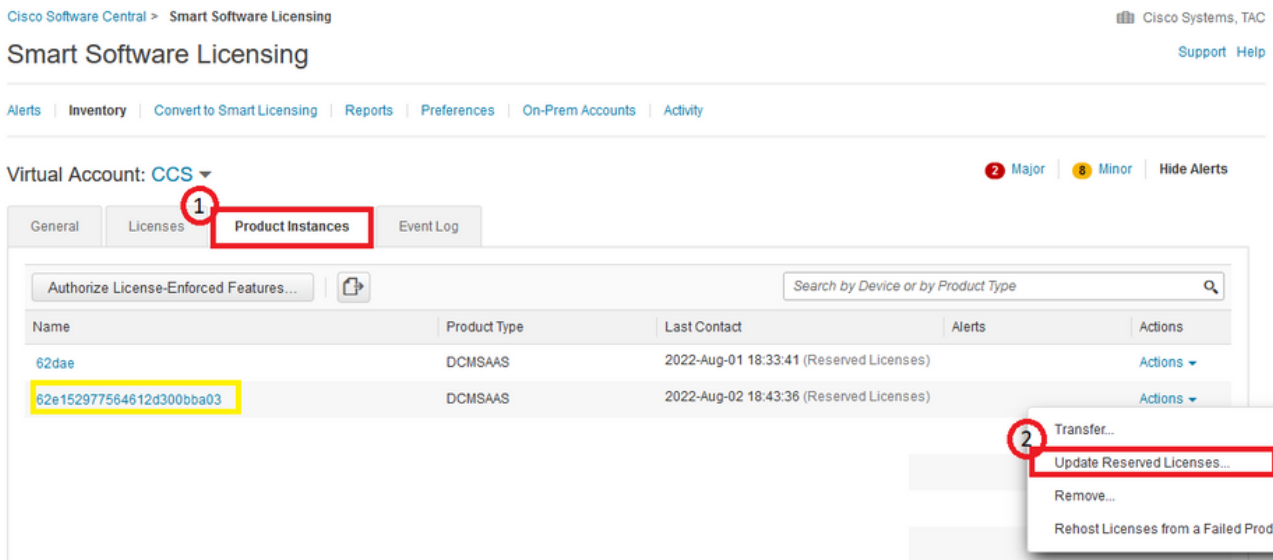 Cisco Software Central > Smart Software Licensing
Cisco Systems, TAC
Smart Software Licensing
Support Help
Alerts | Inventory | Convert to Smart Licensing | Reports | Preferences | On-Prem Accounts | Activity
Virtual Account: CCS
2 Major | 8 Minor | Hide Alerts
1
General Licenses Product Instances Event Log
Authorize License-Enforced Features...
Search by Device or by Product Type
Name Product Type Last Contact Alerts Actions
62dae DCMSAAS 2022-Aug-01 18:33:41 (Reserved Licenses) Actions
62e152977564612d300bba03 DCMSAAS 2022-Aug-02 18:43:36 (Reserved Licenses) Actions
Transfer...
2
Update Reserved Licenses...
Remove...
Rehost Licenses from a Failed Prod